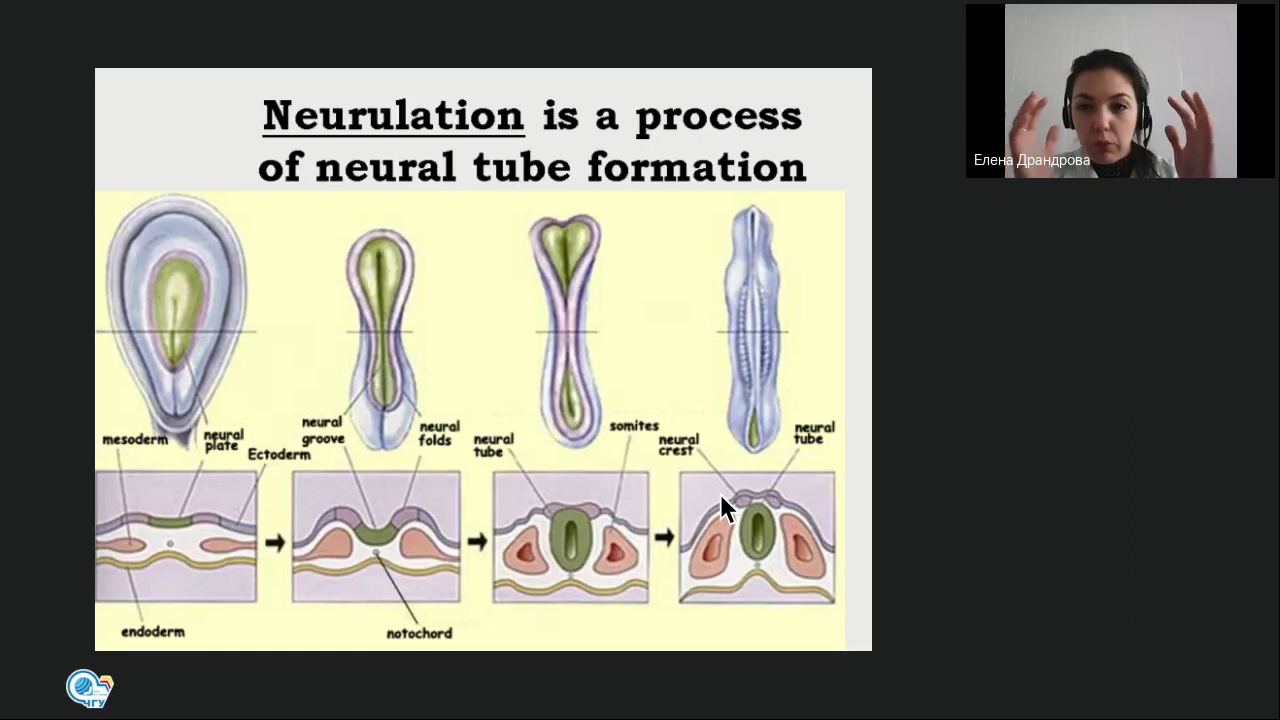 Neurulation is a process
of neural tube formation
Елена Драндрова
mesoderm
neural
plate
Ectoderm
neural
groove
neural
folds
neural
tube
somites
neural
crest
neural
tube
endoderm
notochord
ЧГУ